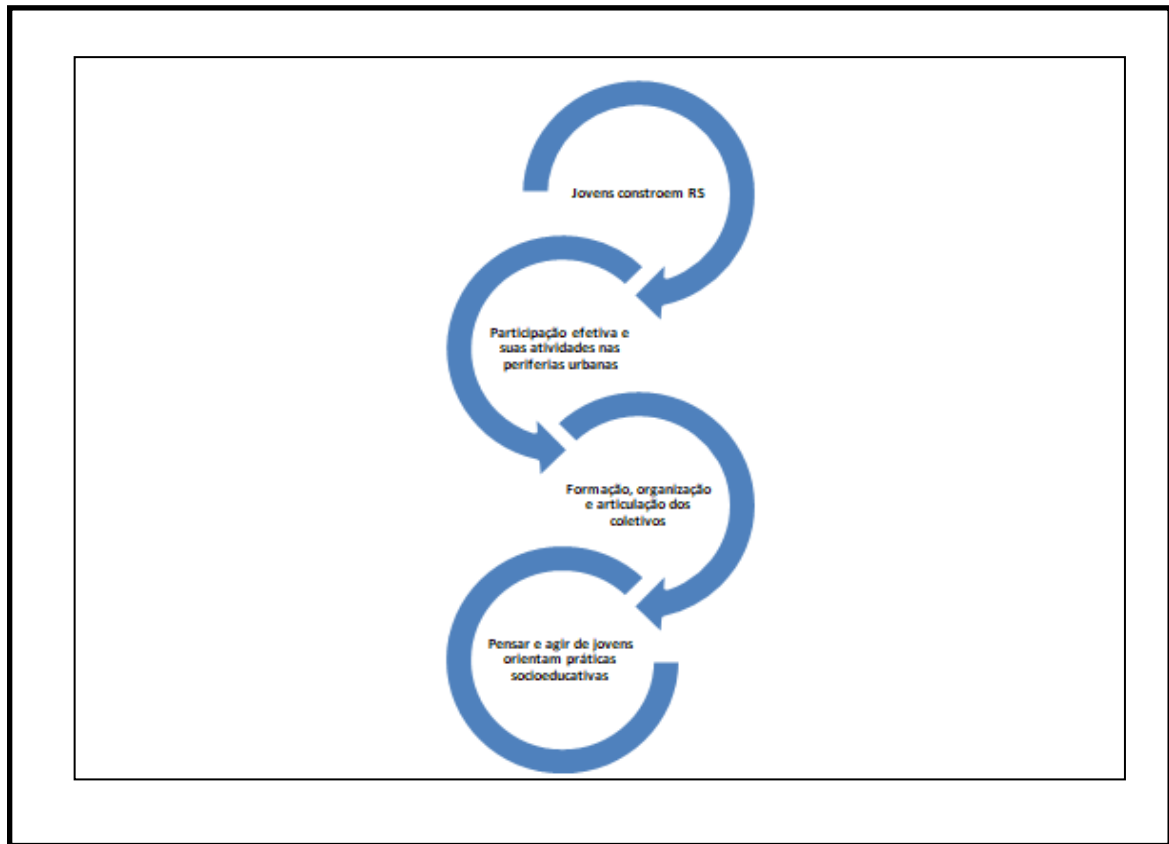 Jovens constroem RS
Participação efetiva e
suas atividades nas
periferias urbanas
Formação, organização
e articulação dos
coletivos
Pensar e agir de jovens
orientam práticas
socioeducativas